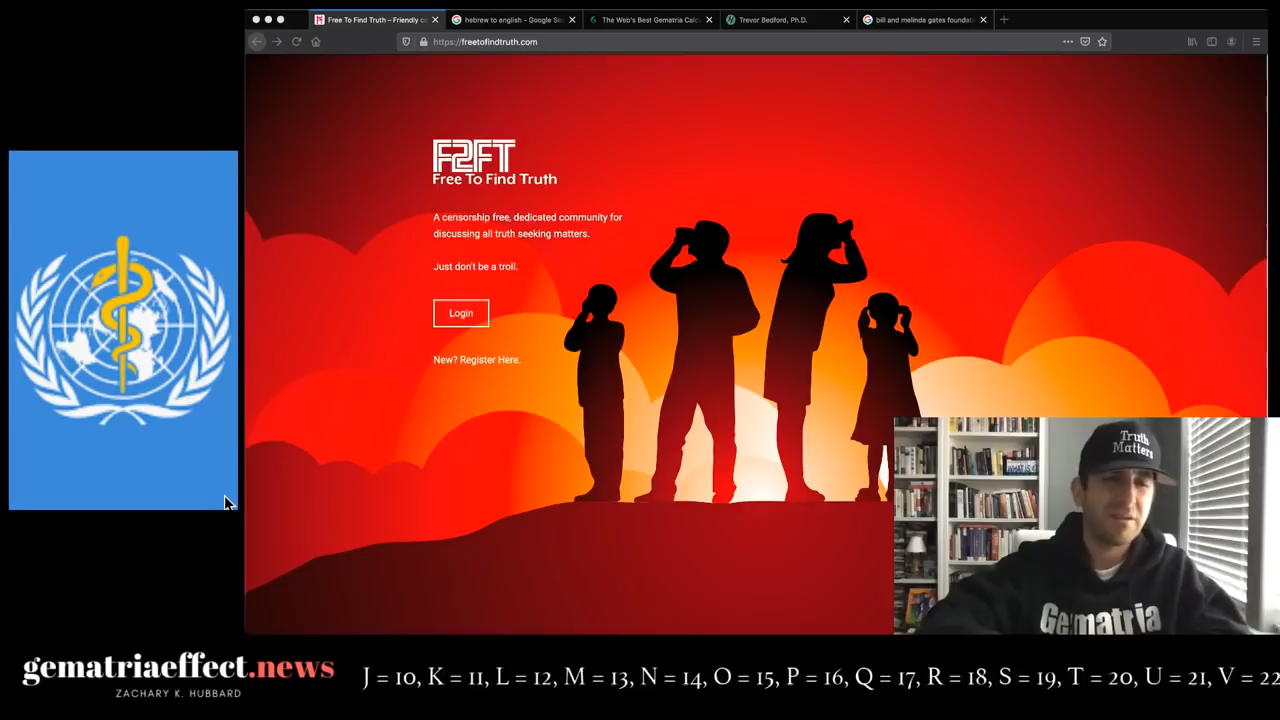 Free To Find Truth – Friendly c
hebrew to english - Google Se
The Web's Best Gematria Calc
Trevor Bedford, Ph.D.
bill and melinda gates foundati
https://freetofindtruth.com
F2FT
Free To Find Truth
A censorship free, dedicated community for
discussing all truth seeking matters.
Just don't be a troll.
Login
New? Register Here.
Truth
Matters
Gematria
gematriaeffect.news
ZACHARY K. HUBBARD
J = 10, K = 11, L = 12, M = 13, N = 14, O = 15, P = 16, Q = 17, R = 18, S = 19, T = 20, U = 21, V = 22